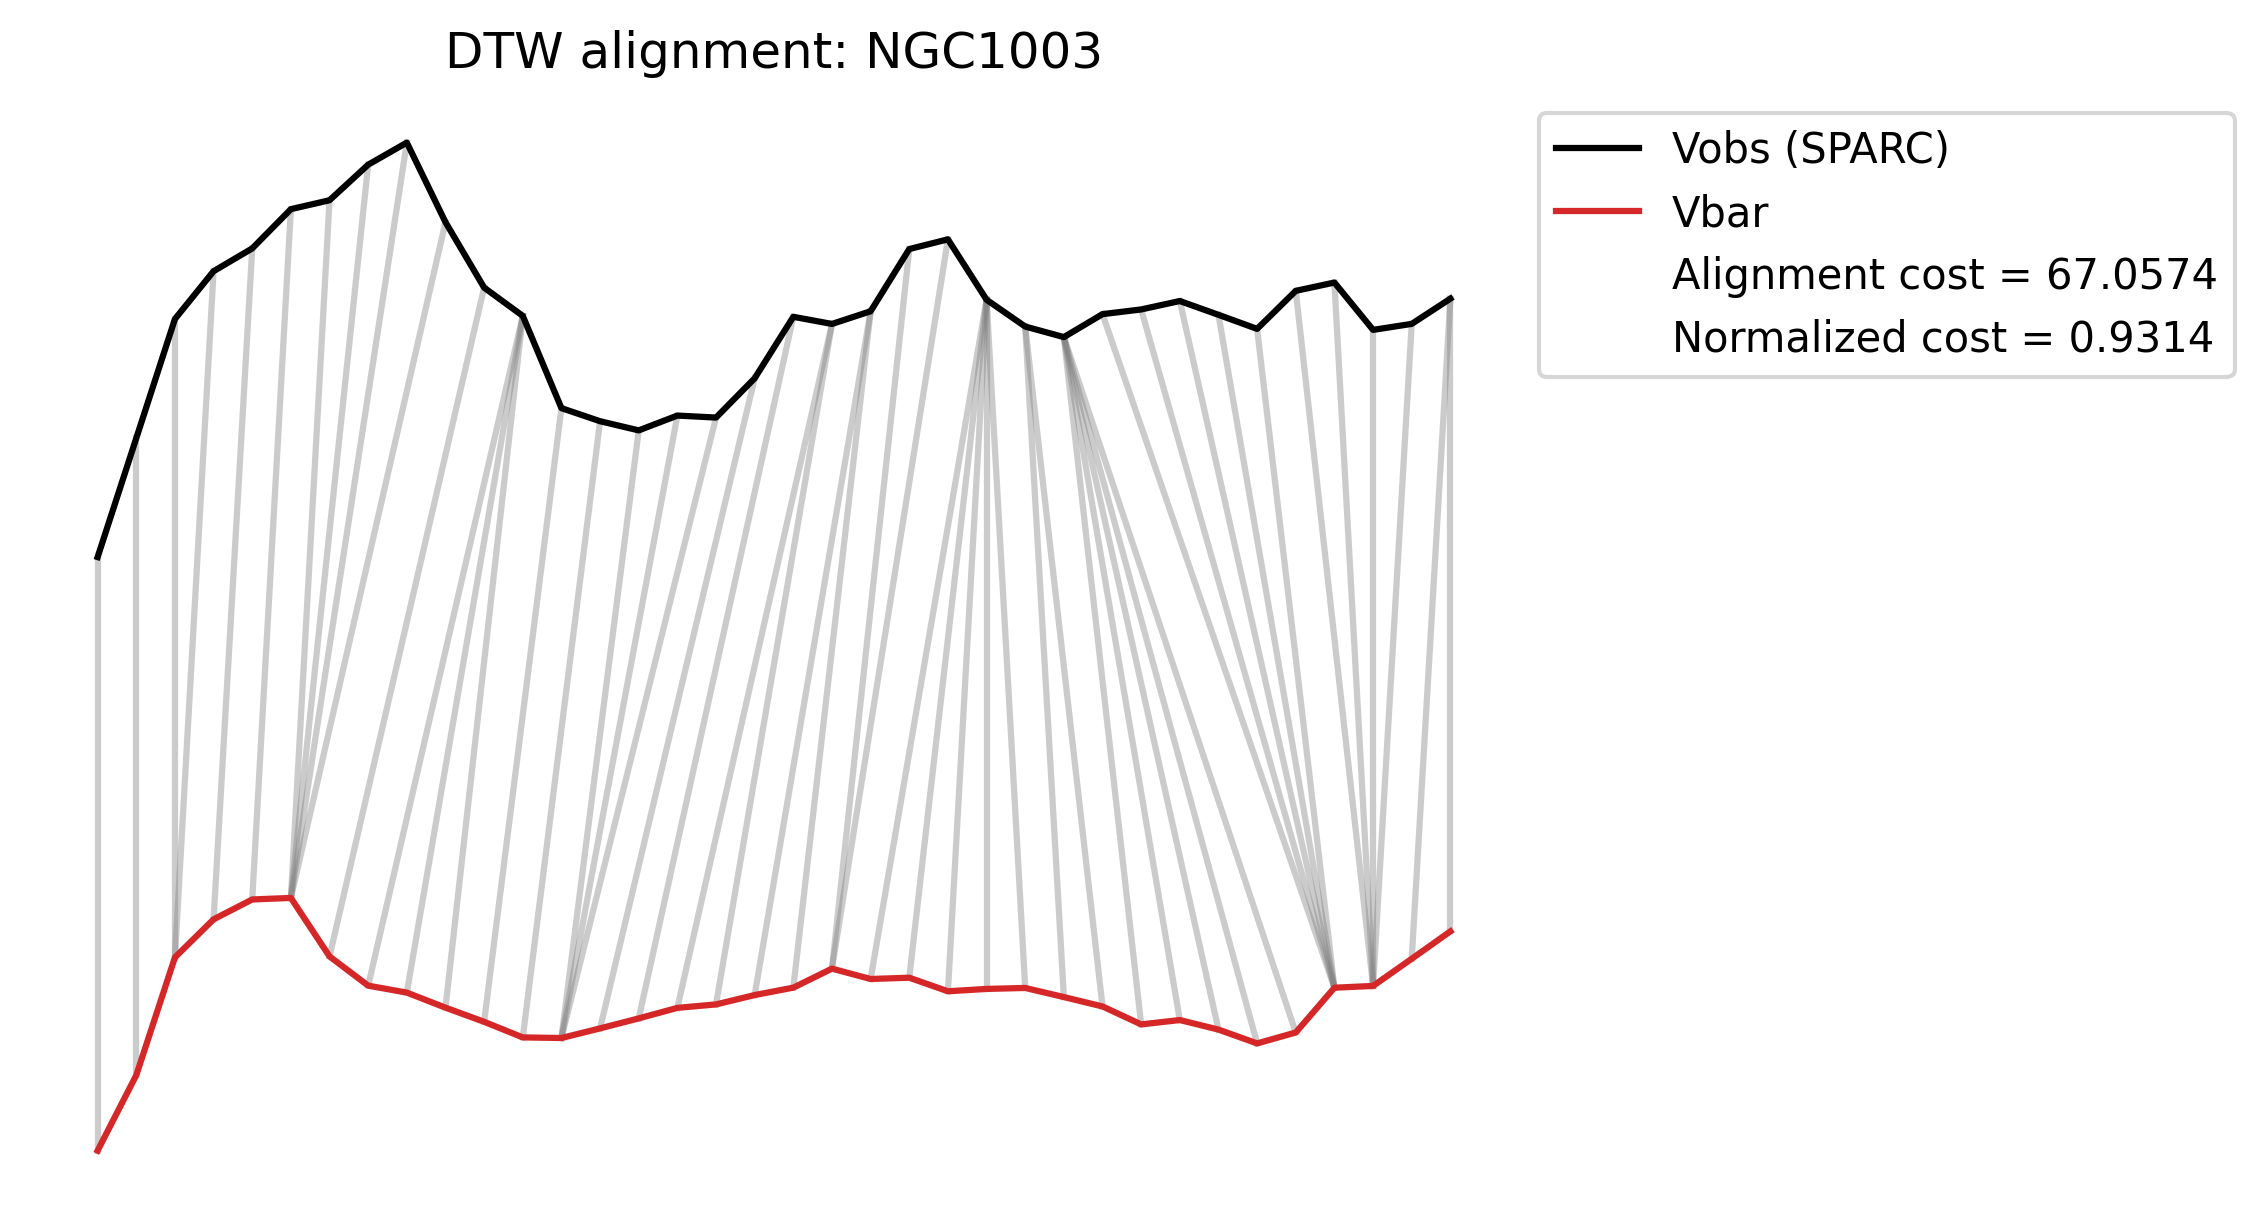 DTW alignment: NGC1003
Vobs (SPARC)
Vbar
Alignment cost = 67.0574
Normalized cost = 0.9314